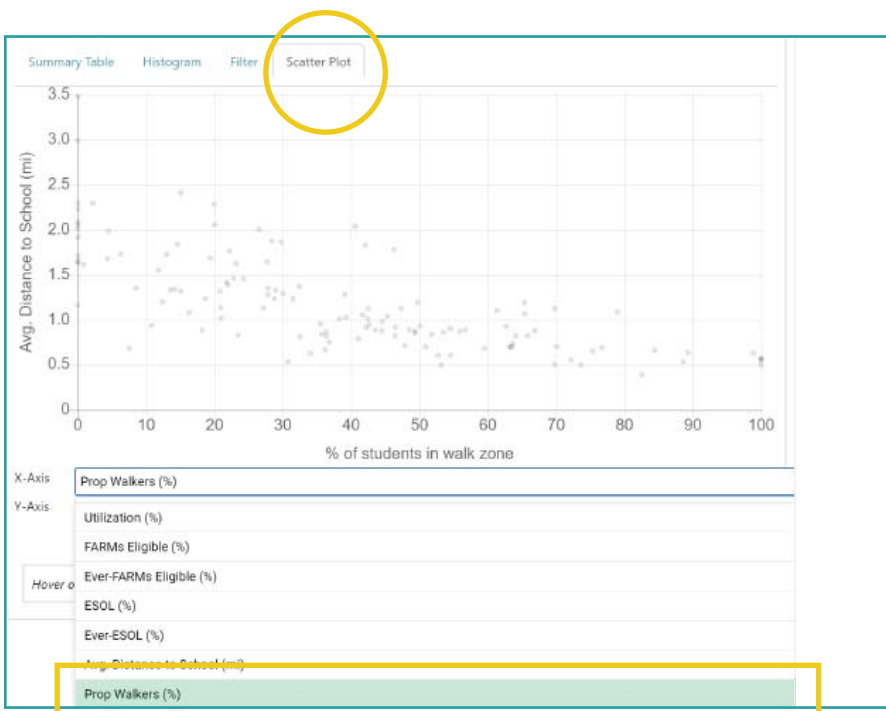 Summary Table Histogram Filter Scatter Plot
3.5
3.0
2.5
2.0
1.5
1.0
0.5
0
Avg. Distance to School (mi)
0 10 20 30 40 50 60 70 80 90 100
% of students in walk zone
X-Axis Prop Walkers (%)
Y-Axis
Utilization (%)
FARMs Eligible (%)
Ever-FARMs Eligible (%)
Hover o
ESOL (%)
Ever-ESOL (%)
Avg. Distance to School (mi)
Prop Walkers (%)